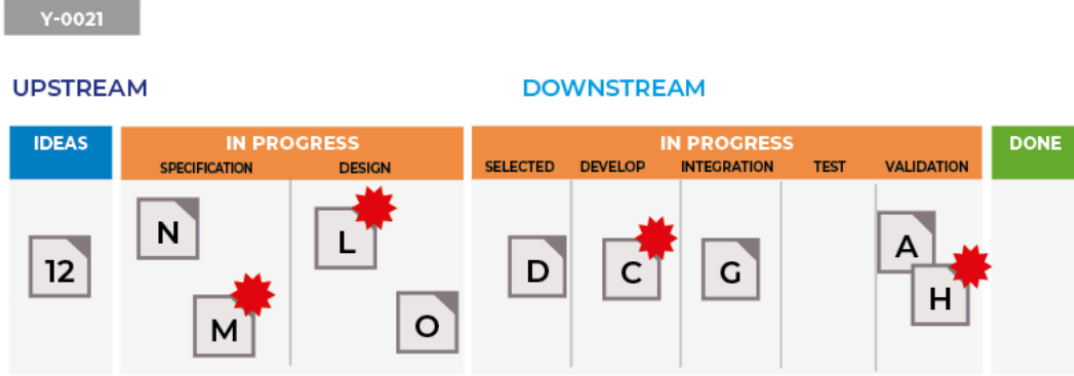 Y-0021
UPSTREAM
DOWNSTREAM
IDEAS
IN PROGRESS
IN PROGRESS
DONE
SPECIFICATION
DESIGN
SELECTED
DEVELOP
INTEGRATION
TEST
VALIDATION
12
N
M
L
O
D
C
G
A
H